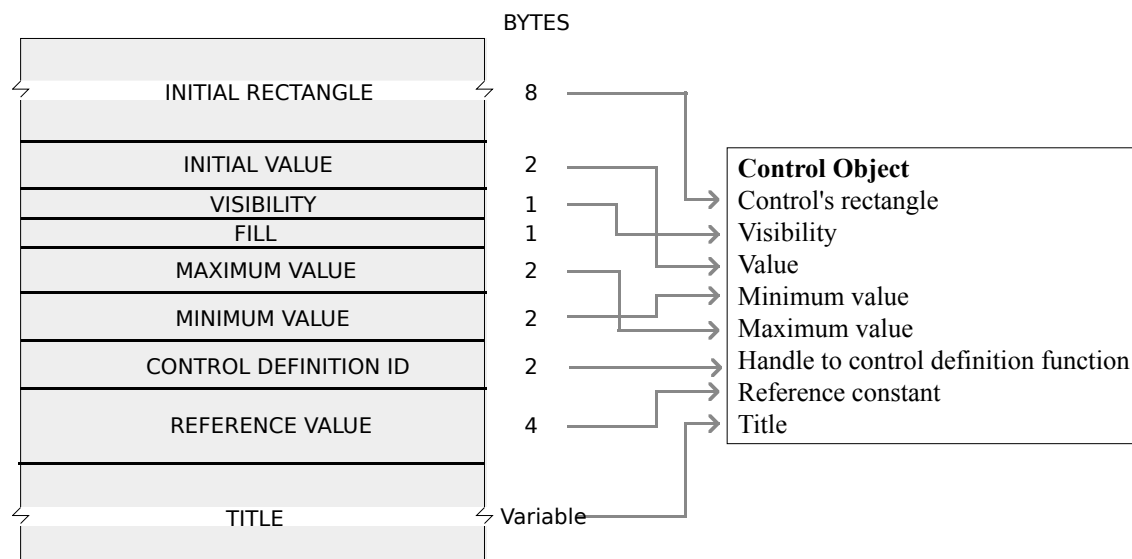 BYTES
INITIAL RECTANGLE 8
INITIAL VALUE 2
VISIBILITY 1
FILL 1
MAXIMUM VALUE 2
MINIMUM VALUE 2
CONTROL DEFINITION ID 2
REFERENCE VALUE 4
TITLE Variable
Control Object
Control's rectangle
Visibility
Value
Minimum value
Maximum value
Handle to control definition function
Reference constant
Title